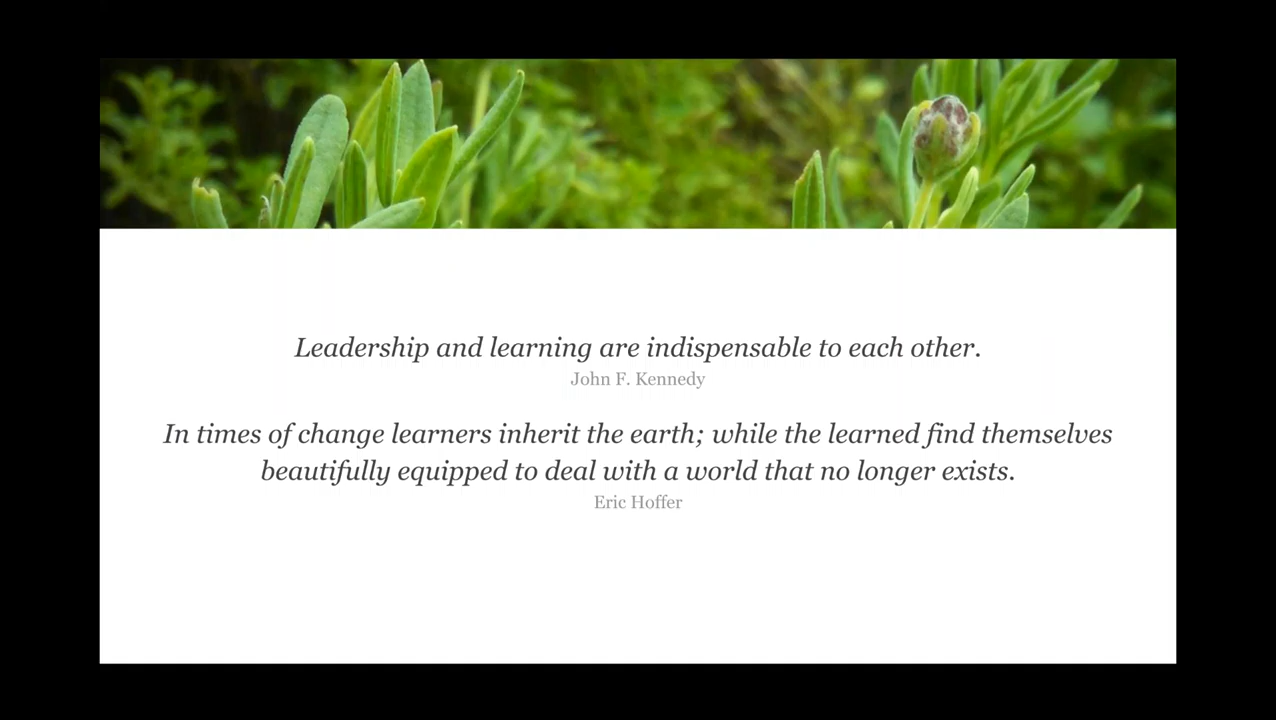 Leadership and learning are indispensable to each other.
John F. Kennedy
In times of change learners inherit the earth; while the learned find themselves
beautifully equipped to deal with a world that no longer exists.
Eric Hoffer